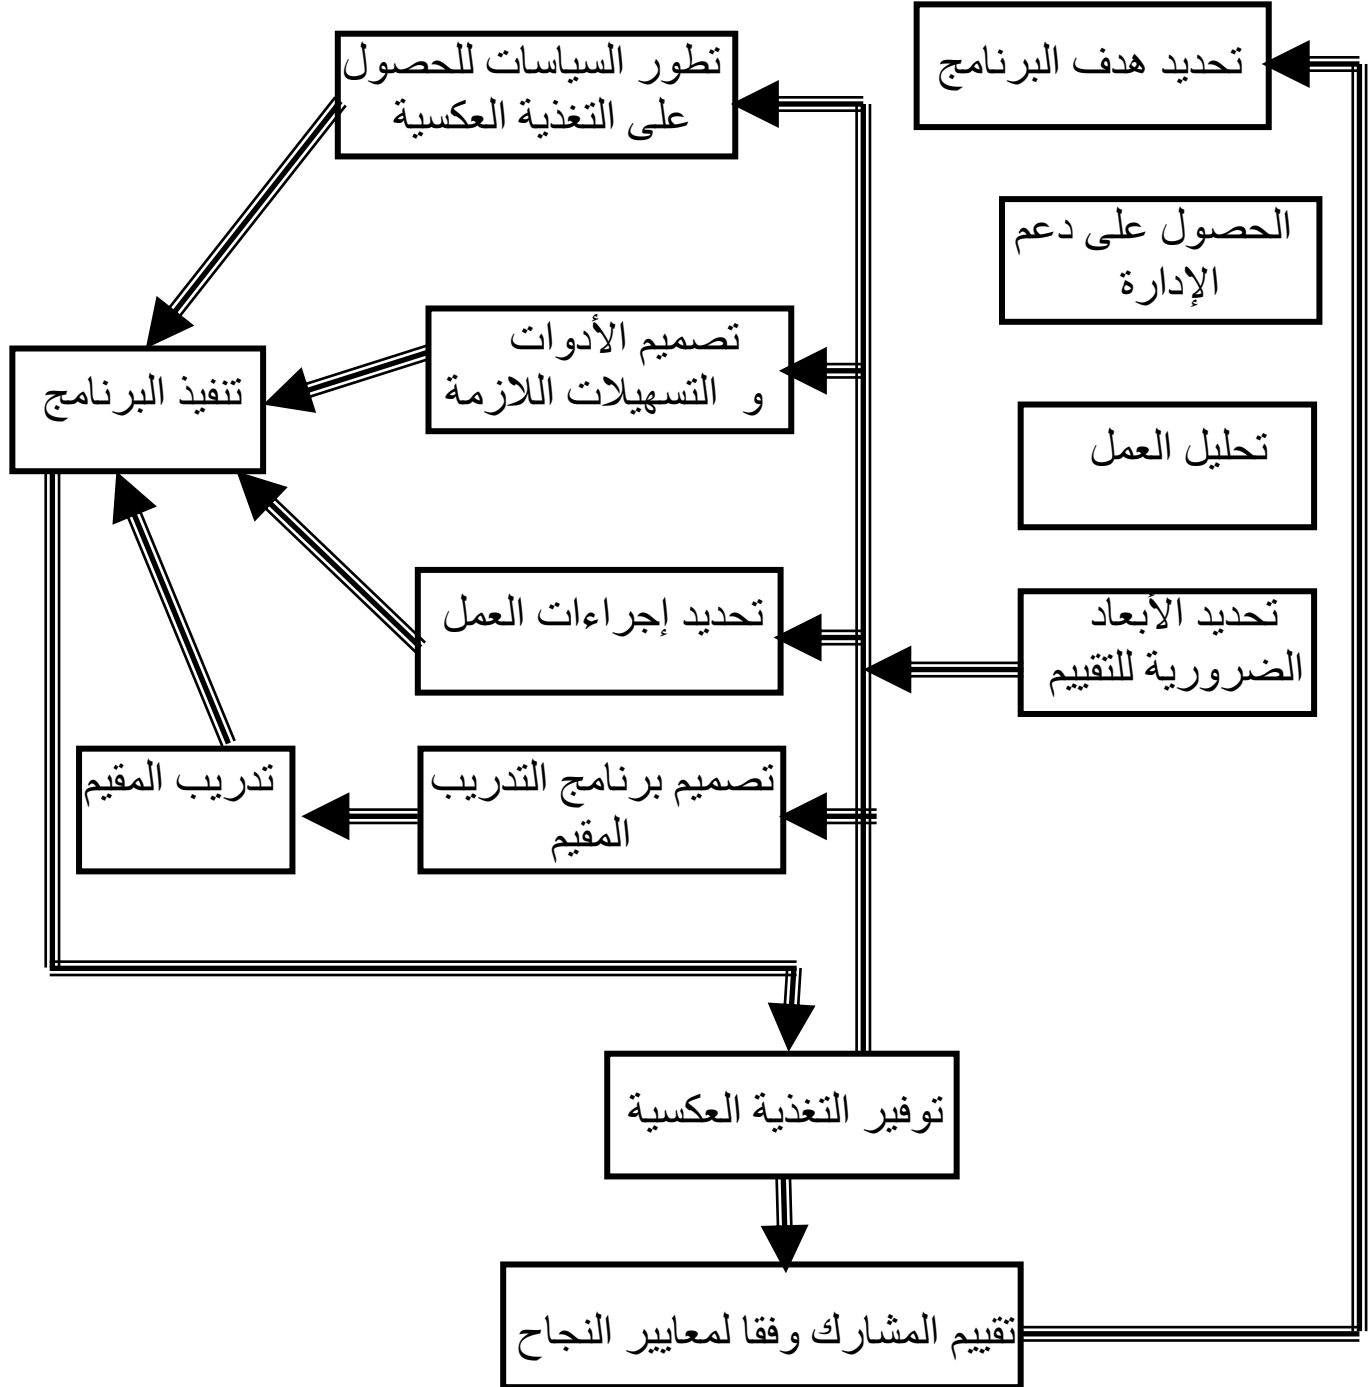 تحديد هدف البرنامج
الحصول على دعم
الإدارة
تحليل العمل
تحديد الأبعاد
الضرورية للتقييم
تطور السياسات للحصول
على التغذية العكسية
تصميم الأدوات
و التسهيلات اللازمة
تحديد إجراءات العمل
تصميم برنامج التدريب
المقيم
تدريب المقيم
تنفيذ البرنامج
توفير التغذية العكسية
تقييم المشارك وفقا لمعايير النجاح